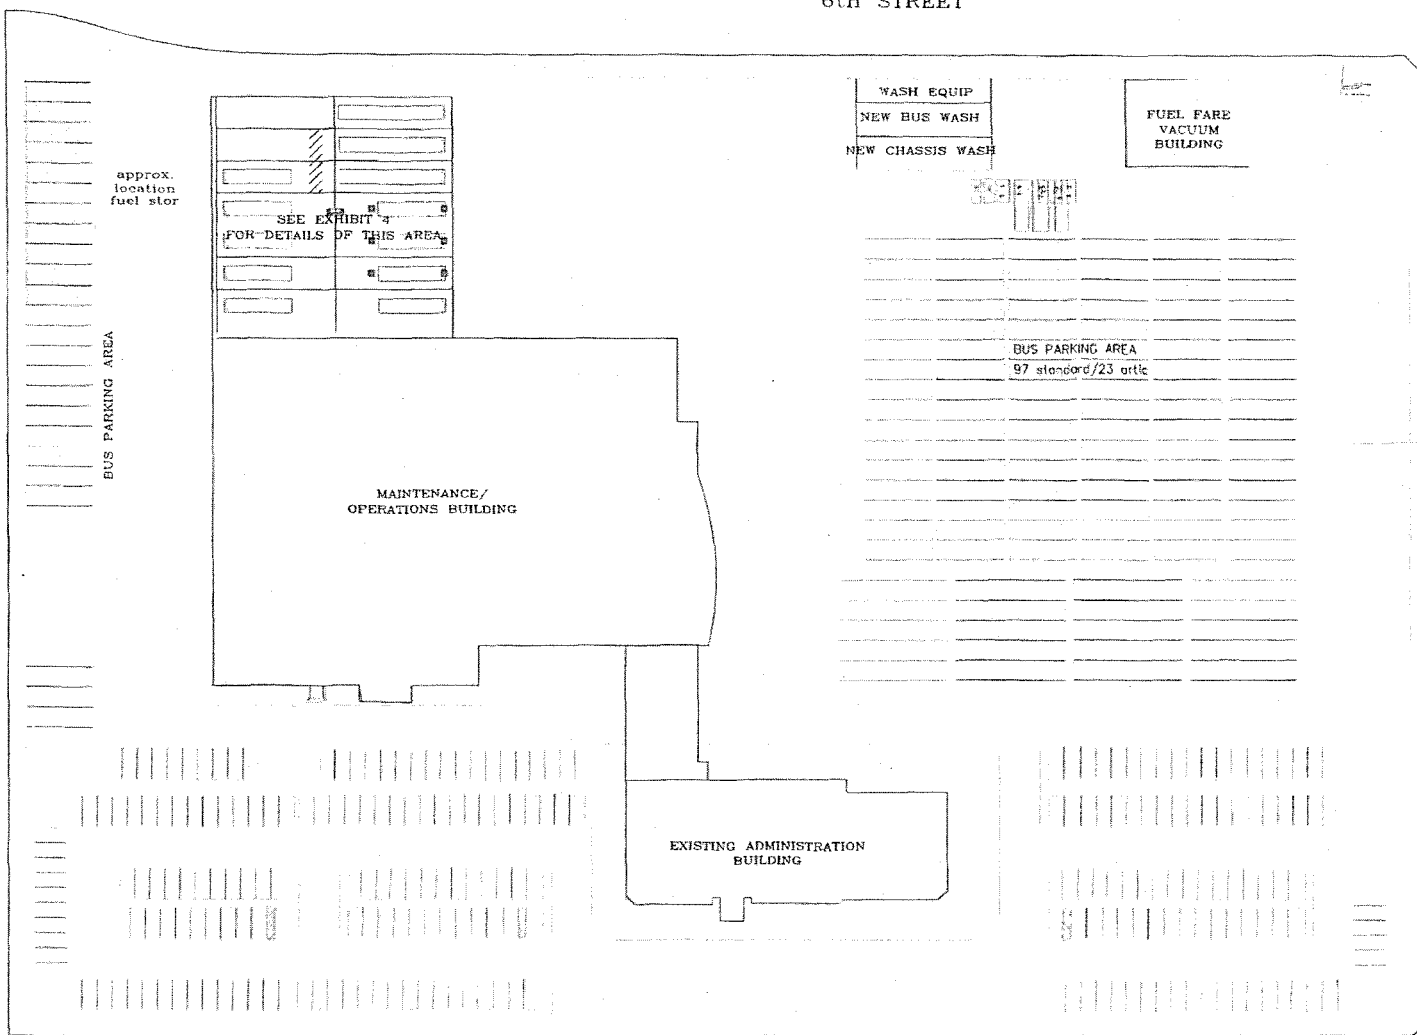 6th STREET
WASH EQUIP
NEW BUS WASH
NEW CHASSIS WASH
FUEL FARE
VACUUM
BUILDING
approx.
location
fuel stor
SEE EXHIBIT 4
FOR DETAILS OF THIS AREA
BUS PARKING AREA
BUS PARKING AREA
97 standard/23 artic
MAINTENANCE/
OPERATIONS BUILDING
EXISTING ADMINISTRATION
BUILDING